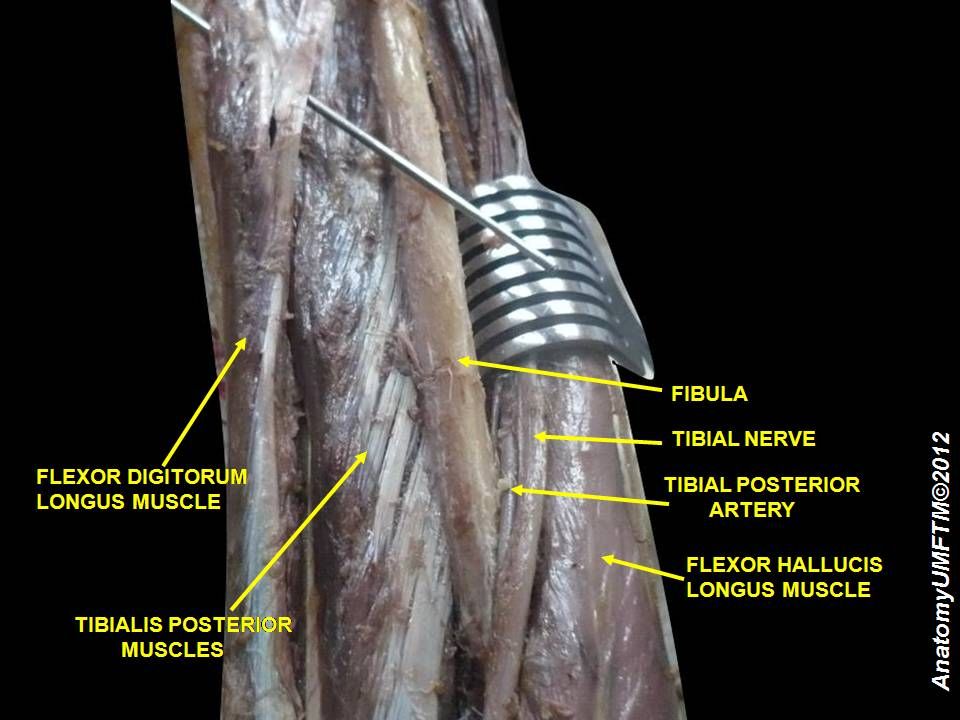 FIBULA
TIBIAL NERVE
FLEXOR DIGITORUM
LONGUS MUSCLE
TIBIAL POSTERIOR
ARTERY
FLEXOR HALLUCIS
LONGUS MUSCLE
TIBIALIS POSTERIOR
MUSCLES
AnatomyUMFTM©2012